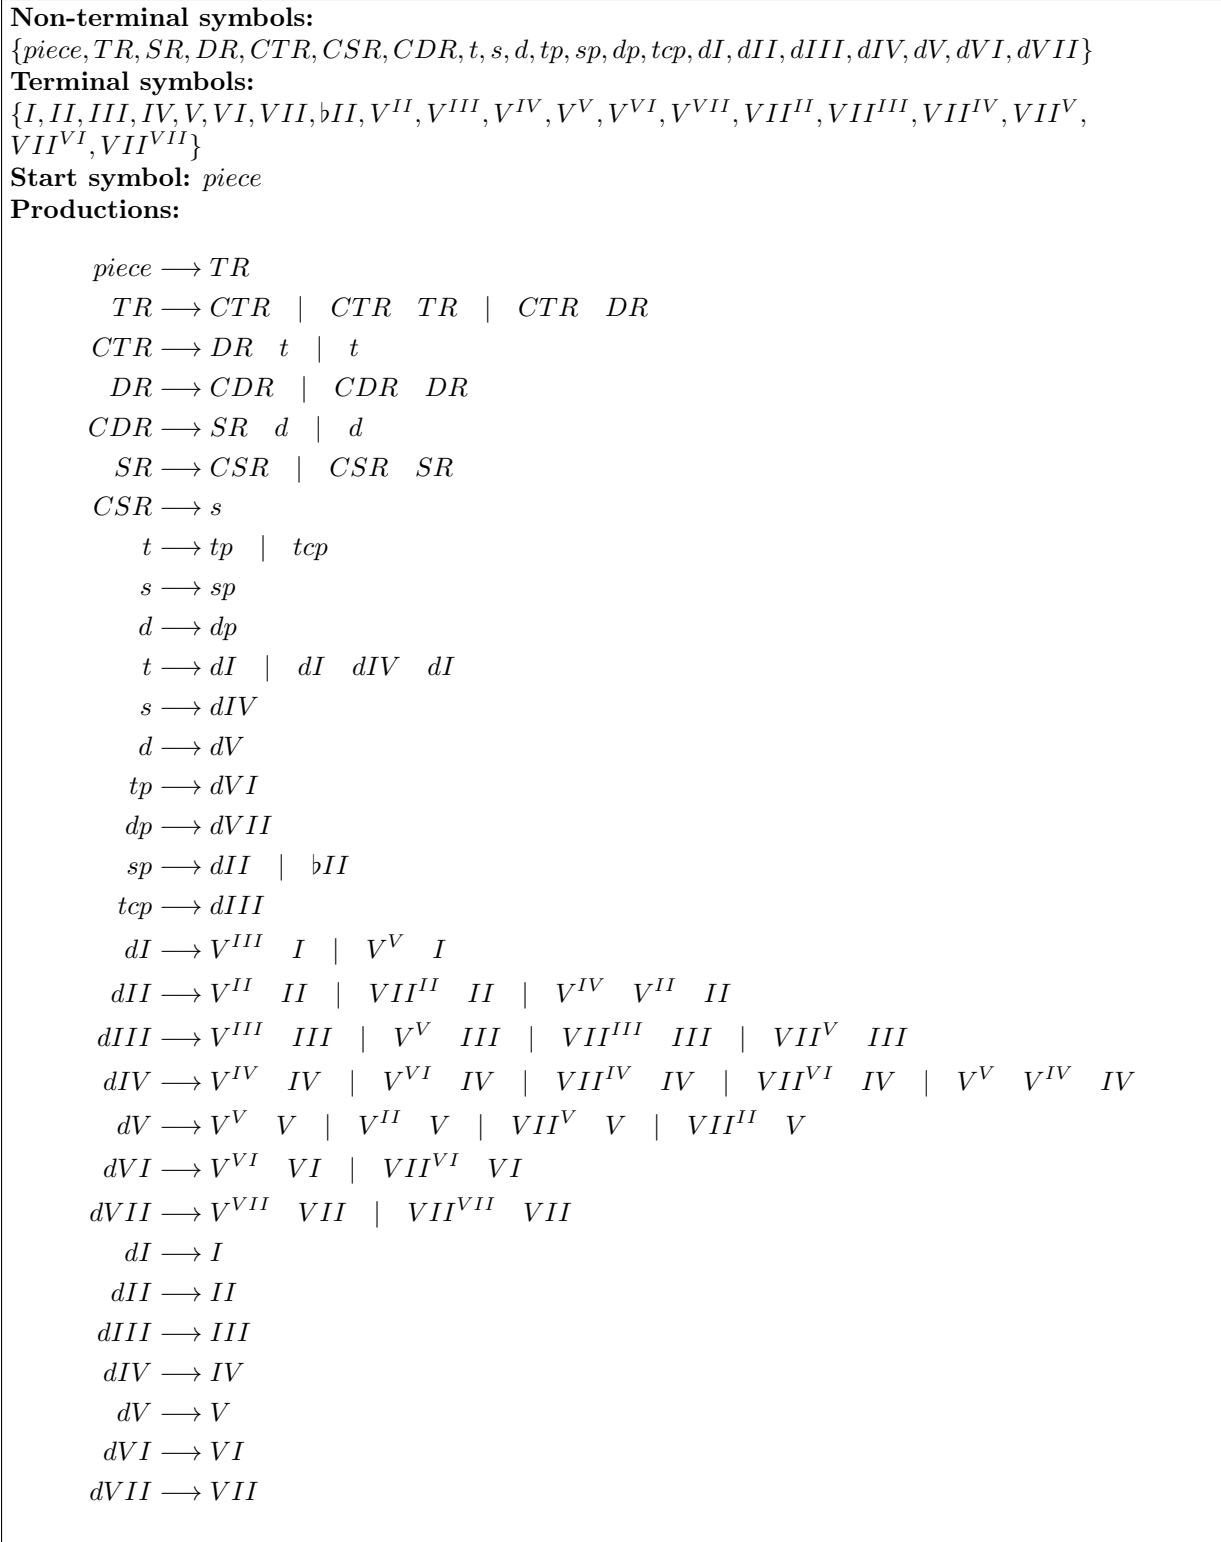 Non-terminal symbols:
{piece, TR, SR, DR, CTR, CSR, CDR, t, s, d, tp, sp, dp, tcp, dI, dII, dIII, dIV, dV, dVI, dVII}
Terminal symbols:
{I, II, III, IV, V, VI, VII, ♭II, V^{II}, V^{III}, V^{IV}, V^{V}, V^{VI}, V^{VII}, VII^{II}, VII^{III}, VII^{IV}, VII^{V},
VII^{VI}, VII^{VII}}
Start symbol: piece
Productions:
piece ⟶ TR
TR ⟶ CTR | CTR TR | CTR DR
CTR ⟶ DR t | t
DR ⟶ CDR | CDR DR
CDR ⟶ SR d | d
SR ⟶ CSR | CSR SR
CSR ⟶ s
t ⟶ tp | tcp
s ⟶ sp
d ⟶ dp
t ⟶ dI | dI dIV dI
s ⟶ dIV
d ⟶ dV
tp ⟶ dVI
dp ⟶ dVII
sp ⟶ dII | ♭II
tcp ⟶ dIII
dI ⟶ V^{III} I | V^{V} I
dII ⟶ V^{II} II | VII^{II} II | V^{IV} V^{II} II
dIII ⟶ V^{III} III | V^{V} III | VII^{III} III | VII^{V} III
dIV ⟶ V^{IV} IV | V^{VI} IV | VII^{IV} IV | VII^{VI} IV | V^{V} V^{IV} IV
dV ⟶ V^{V} V | V^{II} V | VII^{V} V | VII^{II} V
dVI ⟶ V^{VI} VI | VII^{VI} VI
dVII ⟶ V^{VII} VII | VII^{VII} VII
dI ⟶ I
dII ⟶ II
dIII ⟶ III
dIV ⟶ IV
dV ⟶ V
dVI ⟶ VI
dVII ⟶ VII